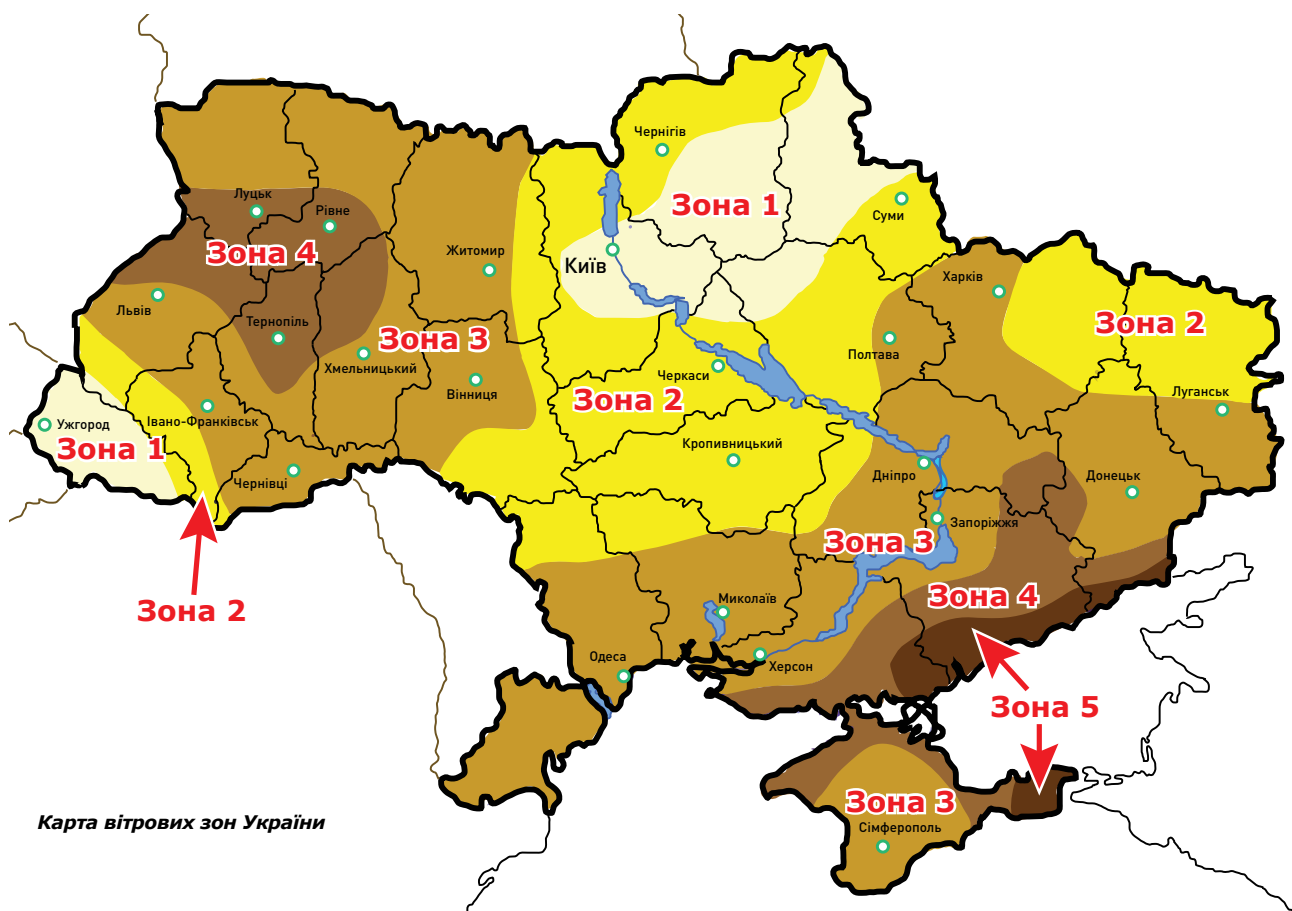 Чернігів
Луцьк
Рівне
Зона 1
Суми
Зона 4
Житомир
Київ
Харків
Львів
Тернопіль
Зона 3
Хмельницький
Зона 2
Полтава
Черкаси
Вінниця
Луганськ
Зона 2
Ужгород
Івано-Франківськ
Зона 1
Кропивницький
Чернівці
Дніпро
Донецьк
Запоріжжя
Зона 3
Зона 2
Миколаїв
Зона 4
Одеса
Херсон
Зона 5
Зона 3
Карта вітрових зон України
Сімферополь